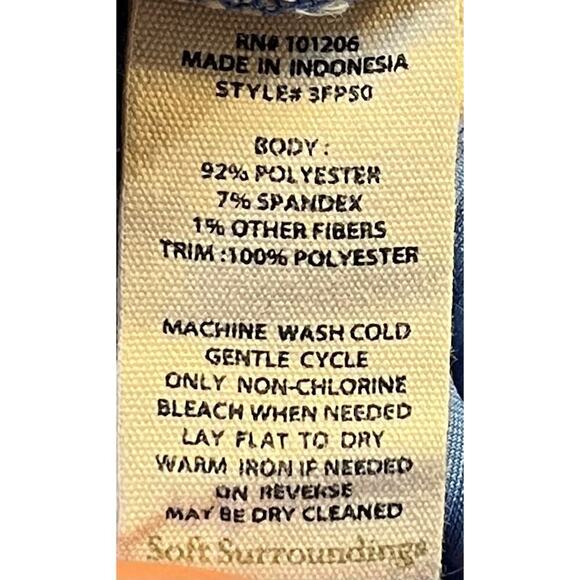 RN# 101206
MADE IN INDONESIA
STYLE# 3FP50
BODY :
92% POLYESTER
7% SPANDEX
1% OTHER FIBERS
TRIM :100% POLYESTER
MACHINE WASH COLD
GENTLE CYCLE
ONLY NON-CHLORINE
BLEACH WHEN NEEDED
LAY FLAT TO DRY
WARM IRON IF NEEDED
ON REVERSE
MAY BE DRY CLEANED
Soft Surroundings